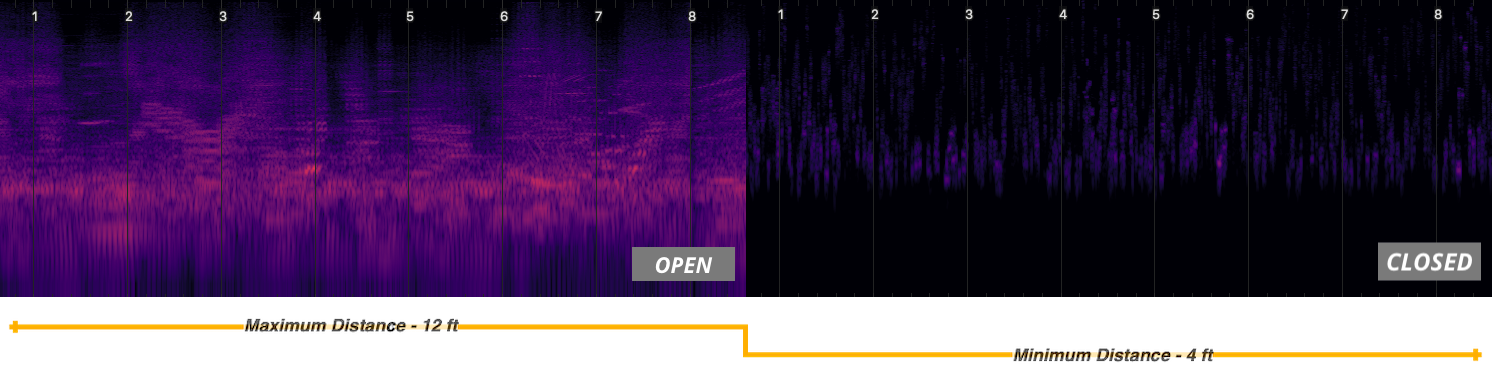 1 2 3 4 5 6 7 8 1 2 3 4 5 6 7 8
OPEN
CLOSED
Maximum Distance - 12 ft
Minimum Distance - 4 ft